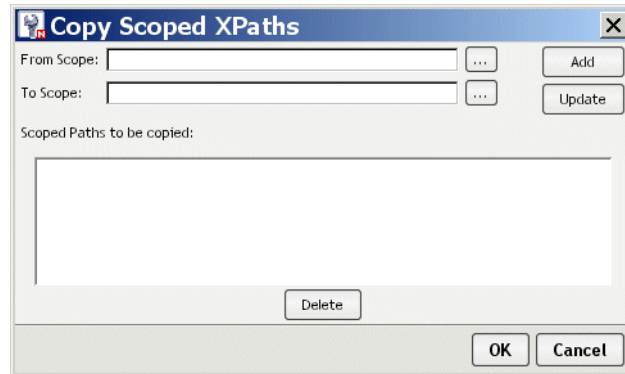 Copy Scoped XPaths
From Scope: ... Add
To Scope: ... Update
Scoped Paths to be copied:
Delete
OK Cancel